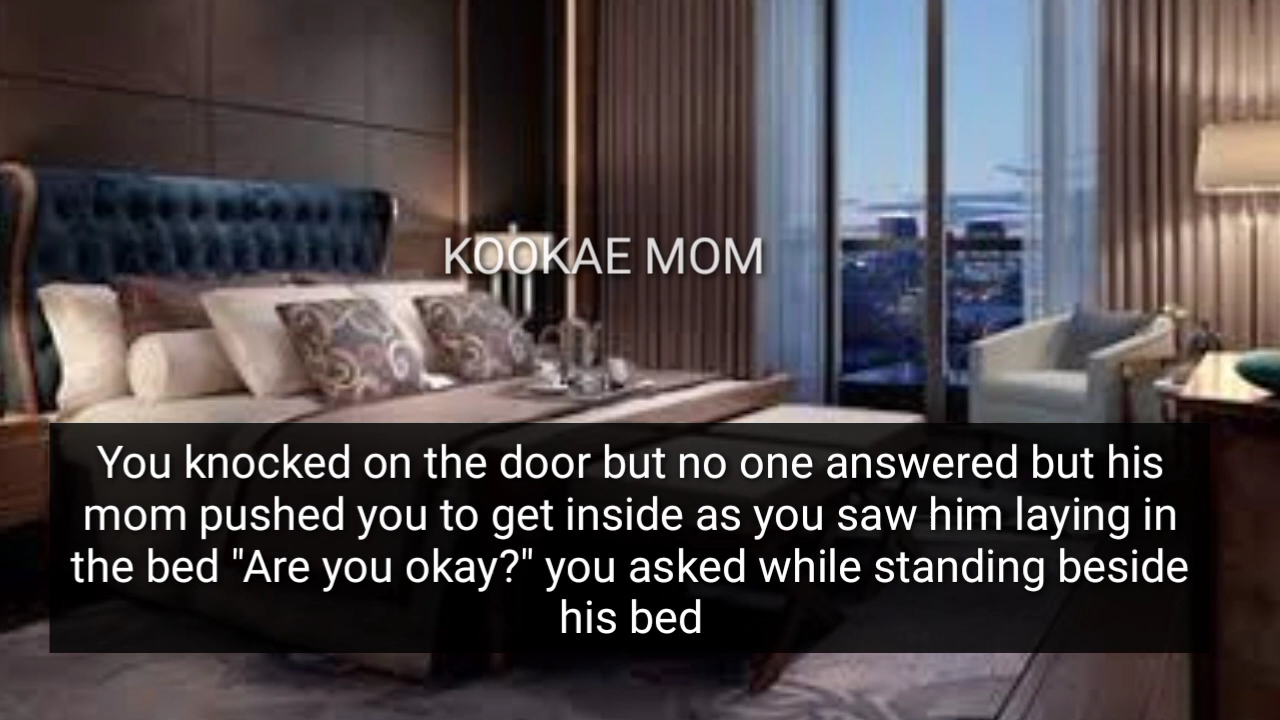 KOOKAE MOM
You knocked on the door but no one answered but his
mom pushed you to get inside as you saw him laying in
the bed "Are you okay?" you asked while standing beside
his bed